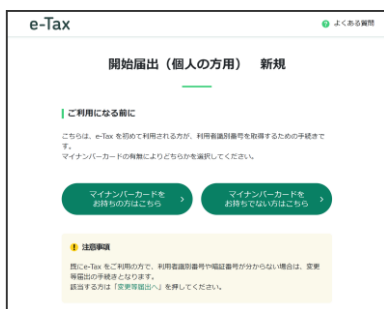 e-Tax
よくある質問
開始届出（個人の方用） 新規
ご利用になる前に
こちらは、e-Tax を初めて利用される方が、利用者識別番号を取得するための手続きで
す。
マイナンバーカードの有無によりどちらかを選択してください。
マイナンバーカードを
お持ちの方はこちら
マイナンバーカードを
お持ちでない方はこちら
注意事項
既にe-Tax をご利用の方で、利用者識別番号や暗証番号が分からない場合は、変更
等届出の手続きとなります。
該当する方は「変更等届出へ」を押してください。